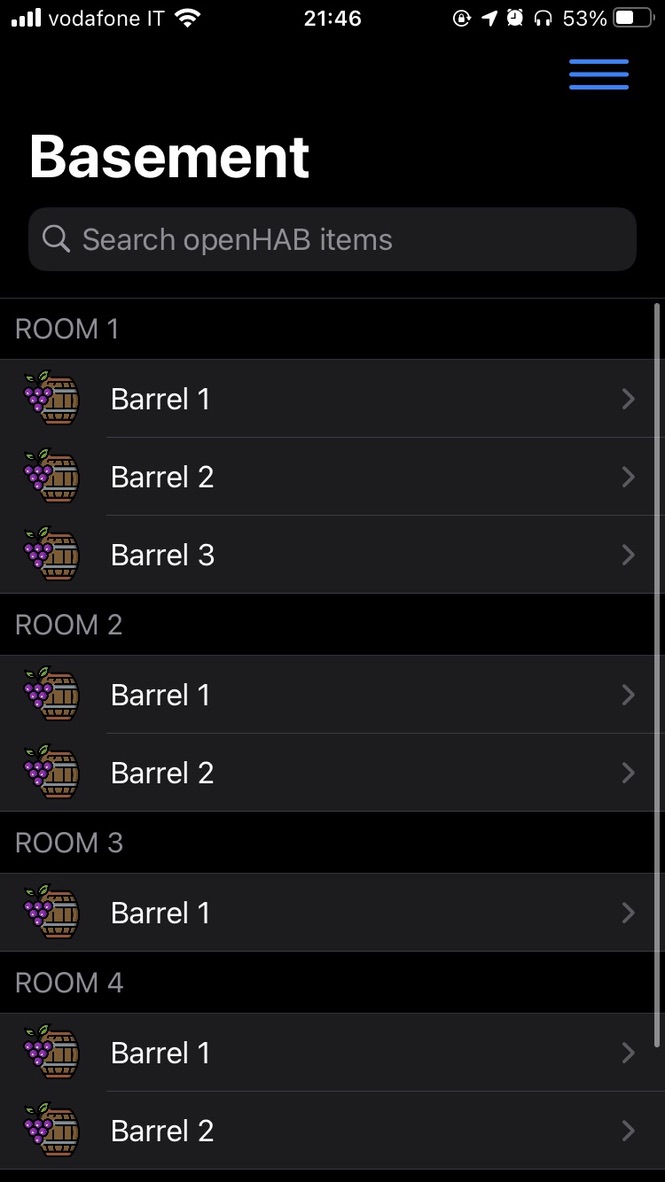 vodafone IT 21:46 53%
Basement
Search openHAB items
ROOM 1
Barrel 1
Barrel 2
Barrel 3
ROOM 2
Barrel 1
Barrel 2
ROOM 3
Barrel 1
ROOM 4
Barrel 1
Barrel 2